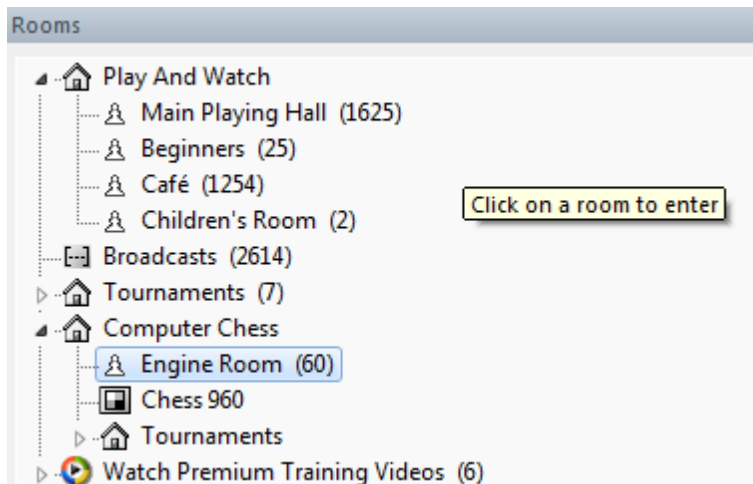 Rooms
Play And Watch
Main Playing Hall (1625)
Beginners (25)
Café (1254)
Click on a room to enter
Children's Room (2)
Broadcasts (2614)
Tournaments (7)
Computer Chess
Engine Room (60)
Chess 960
Tournaments
Watch Premium Training Videos (6)